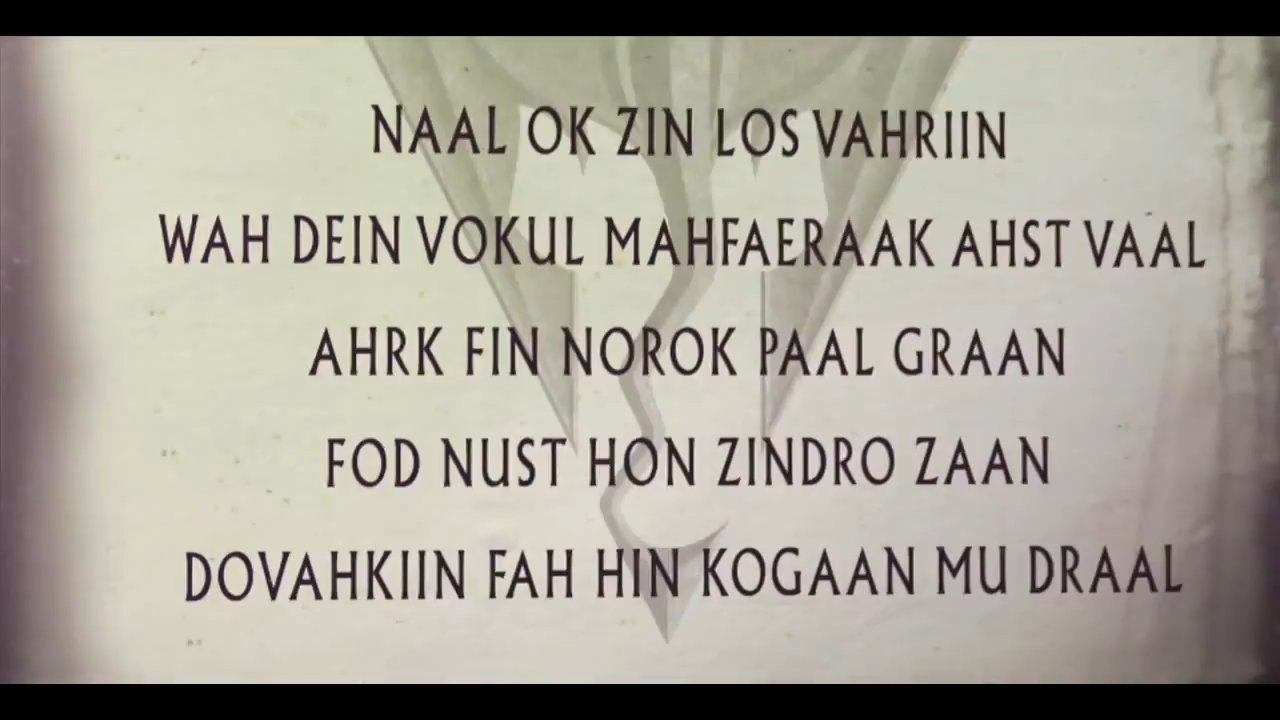 NAAL OK ZIN LOS VAHRIIN
WAH DEIN VOKUL MAHFAERAAK AHST VAAL
AHRK FIN NOROK PAAL GRAAN
FOD NUST HON ZINDRO ZAAN
DOVAHKIIN FAH HIN KOGAAN MU DRAAL